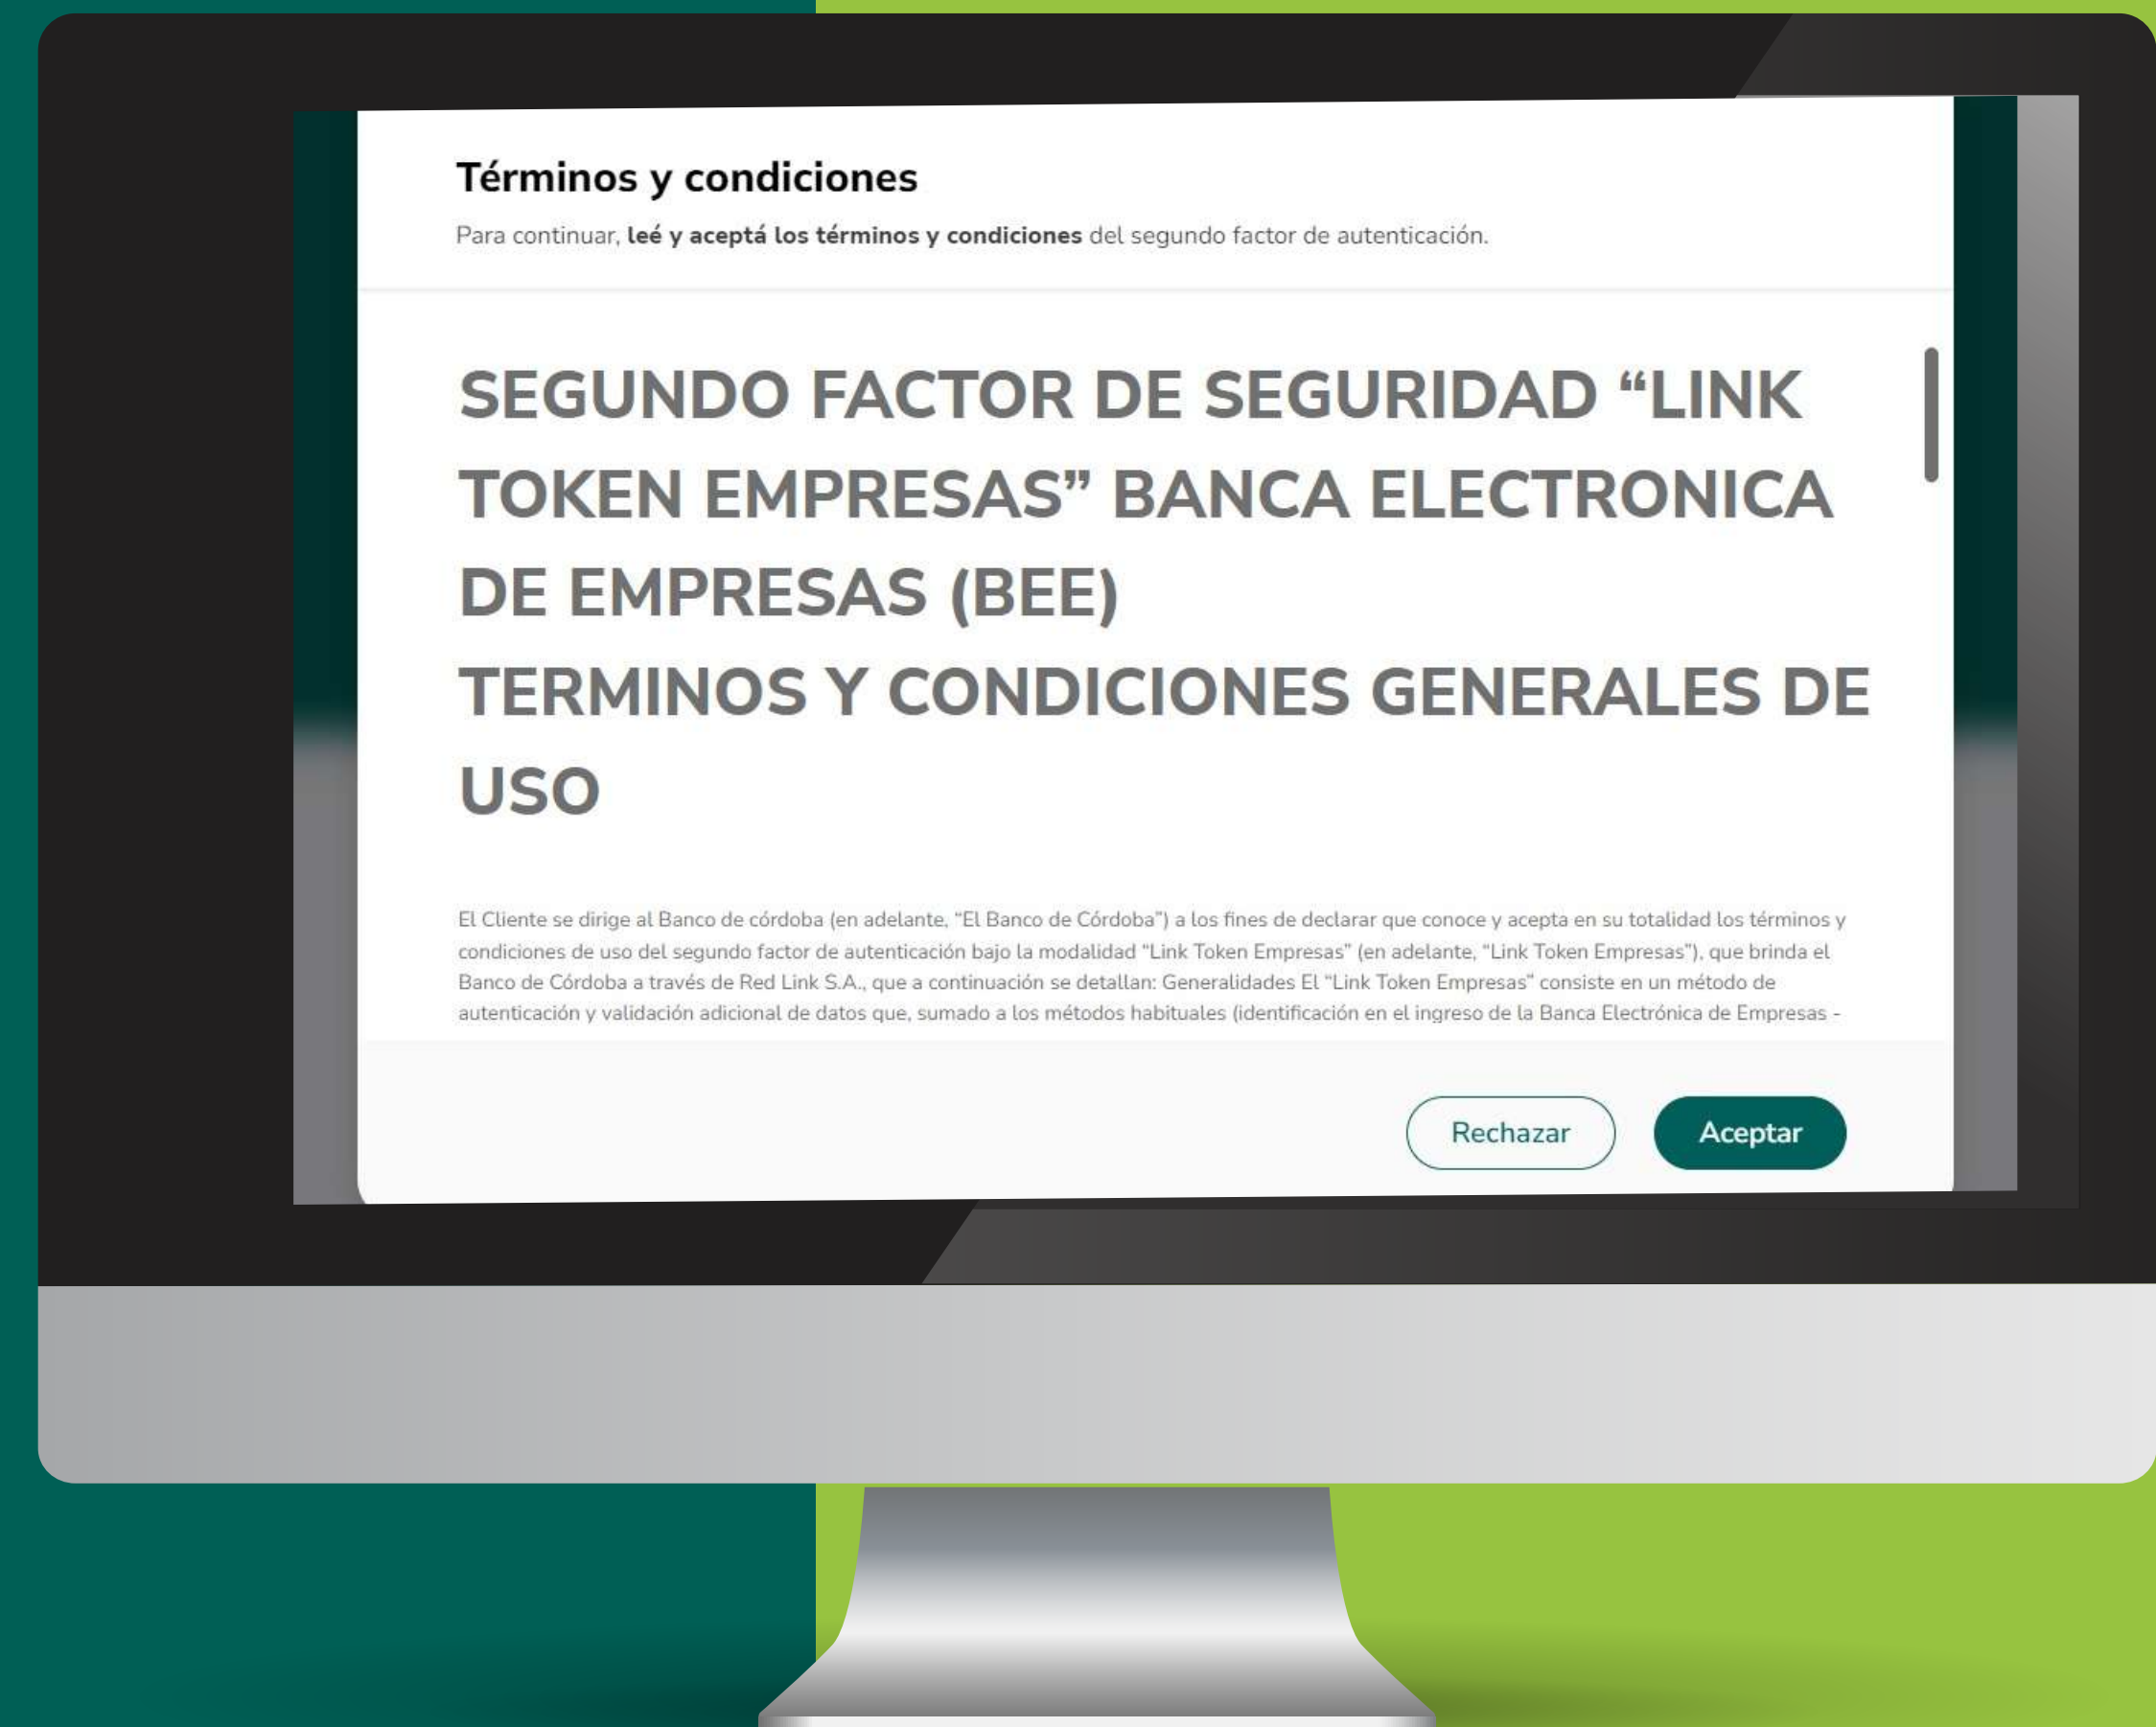 Términos y condiciones
Para continuar, leé y aceptá los términos y condiciones del segundo factor de autenticación.
SEGUNDO FACTOR DE SEGURIDAD “LINK
TOKEN EMPRESAS” BANCA ELECTRONICA
DE EMPRESAS (BEE)
TERMINOS Y CONDICIONES GENERALES DE
USO
El Cliente se dirige al Banco de córdoba (en adelante, “El Banco de Córdoba”) a los fines de declarar que conoce y acepta en su totalidad los términos y
condiciones de uso del segundo factor de autenticación bajo la modalidad “Link Token Empresas” (en adelante, “Link Token Empresas”), que brinda el
Banco de Córdoba a través de Red Link S.A., que a continuación se detallan: Generalidades El “Link Token Empresas” consiste en un método de
autenticación y validación adicional de datos que, sumado a los métodos habituales (identificación en el ingreso de la Banca Electrónica de Empresas -
Rechazar
Aceptar